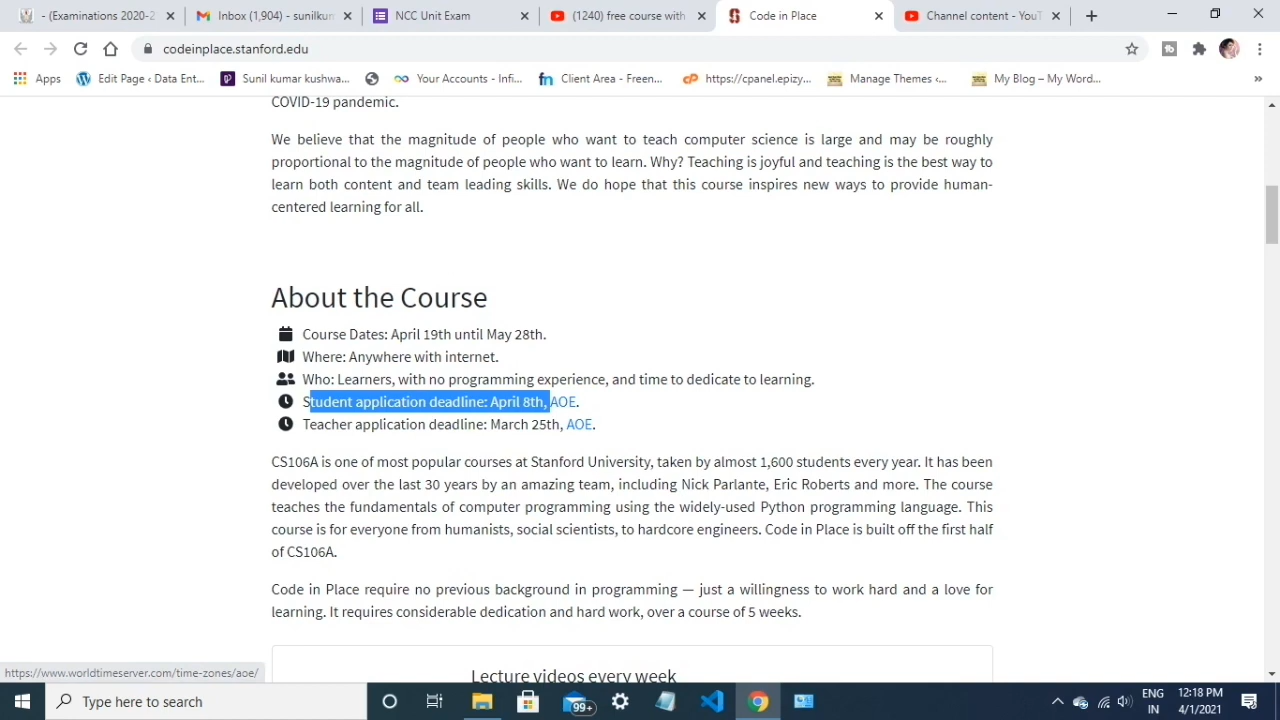 - (Examinations 2020-2
Inbox (1,904) - sunilkum
NCC Unit Exam
(1240) free course with
Code in Place
Channel content - YouT
codeinplace.stanford.edu
Apps
Edit Page ‹ Data Ent...
Sunil kumar kushwa...
Your Accounts - Infi...
Client Area - Freen...
https://cpanel.epizy...
Manage Themes ‹...
My Blog – My Word...
COVID-19 pandemic.
We believe that the magnitude of people who want to teach computer science is large and may be roughly
proportional to the magnitude of people who want to learn. Why? Teaching is joyful and teaching is the best way to
learn both content and team leading skills. We do hope that this course inspires new ways to provide human-
centered learning for all.
About the Course
Course Dates: April 19th until May 28th.
Where: Anywhere with internet.
Who: Learners, with no programming experience, and time to dedicate to learning.
Student application deadline: April 8th, AOE.
Teacher application deadline: March 25th, AOE.
CS106A is one of most popular courses at Stanford University, taken by almost 1,600 students every year. It has been
developed over the last 30 years by an amazing team, including Nick Parlante, Eric Roberts and more. The course
teaches the fundamentals of computer programming using the widely-used Python programming language. This
course is for everyone from humanists, social scientists, to hardcore engineers. Code in Place is built off the first half
of CS106A.
Code in Place require no previous background in programming — just a willingness to work hard and a love for
learning. It requires considerable dedication and hard work, over a course of 5 weeks.
Lecture videos every week
https://www.worldtimeserver.com/time-zones/aoe/
Type here to search
99+
ENG
IN
12:18 PM
4/1/2021